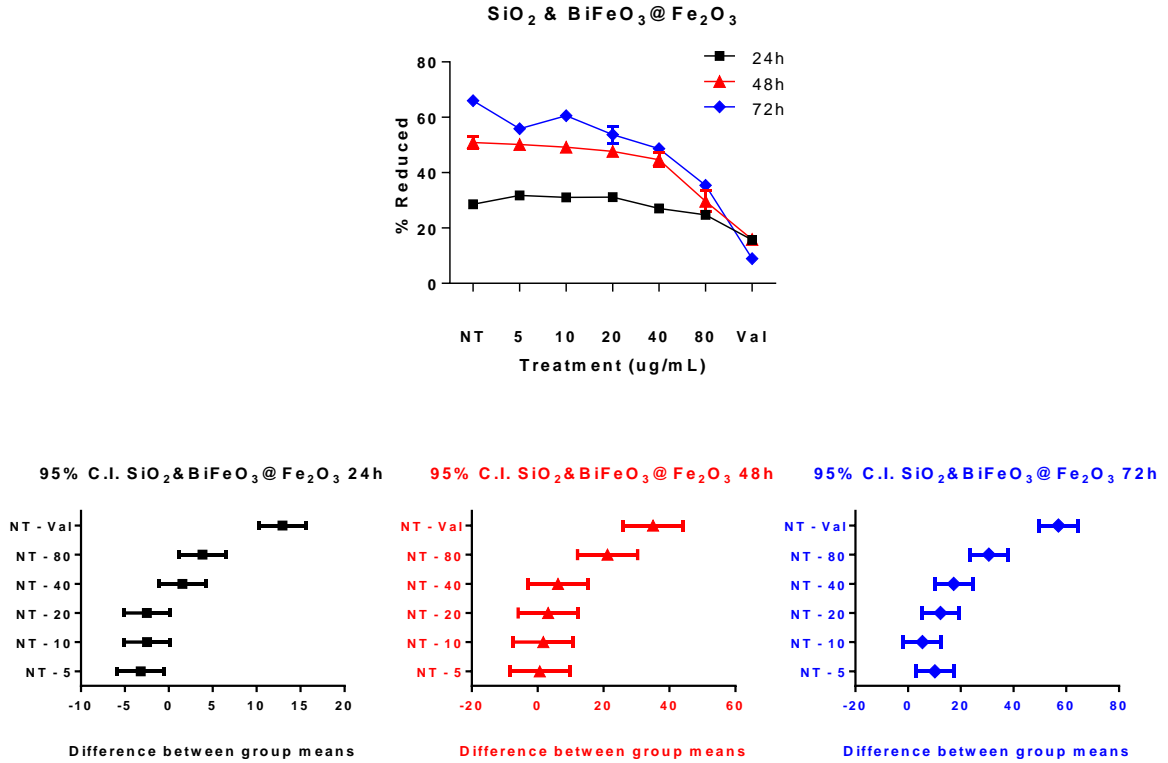 SiO₂ & BiFeO₃@Fe₂O₃
24h
48h
72h
80
60
40
20
0
% Reduced
NT 5 10 20 40 80 Val
Treatment (ug/mL)
95% C.I. SiO₂&BiFeO₃@Fe₂O₃ 24h
NT - Val
NT - 80
NT - 40
NT - 20
NT - 10
NT - 5
-10 -5 0 5 10 15 20
Difference between group means
95% C.I. SiO₂&BiFeO₃@Fe₂O₃ 48h
NT - Val
NT - 80
NT - 40
NT - 20
NT - 10
NT - 5
-20 0 20 40 60
Difference between group means
95% C.I. SiO₂&BiFeO₃@Fe₂O₃ 72h
NT - Val
NT - 80
NT - 40
NT - 20
NT - 10
NT - 5
-20 0 20 40 60 80
Difference between group means